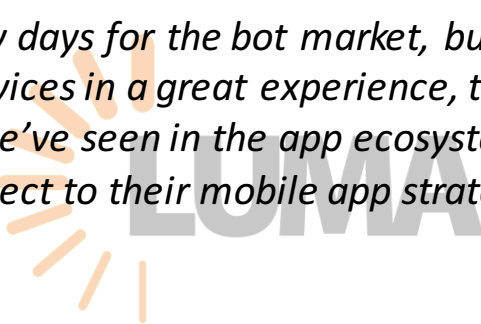 days for the bot market, bu
vices in a great experience, t
e've seen in the app ecosyst
ect to their mobile app strat
LUMA